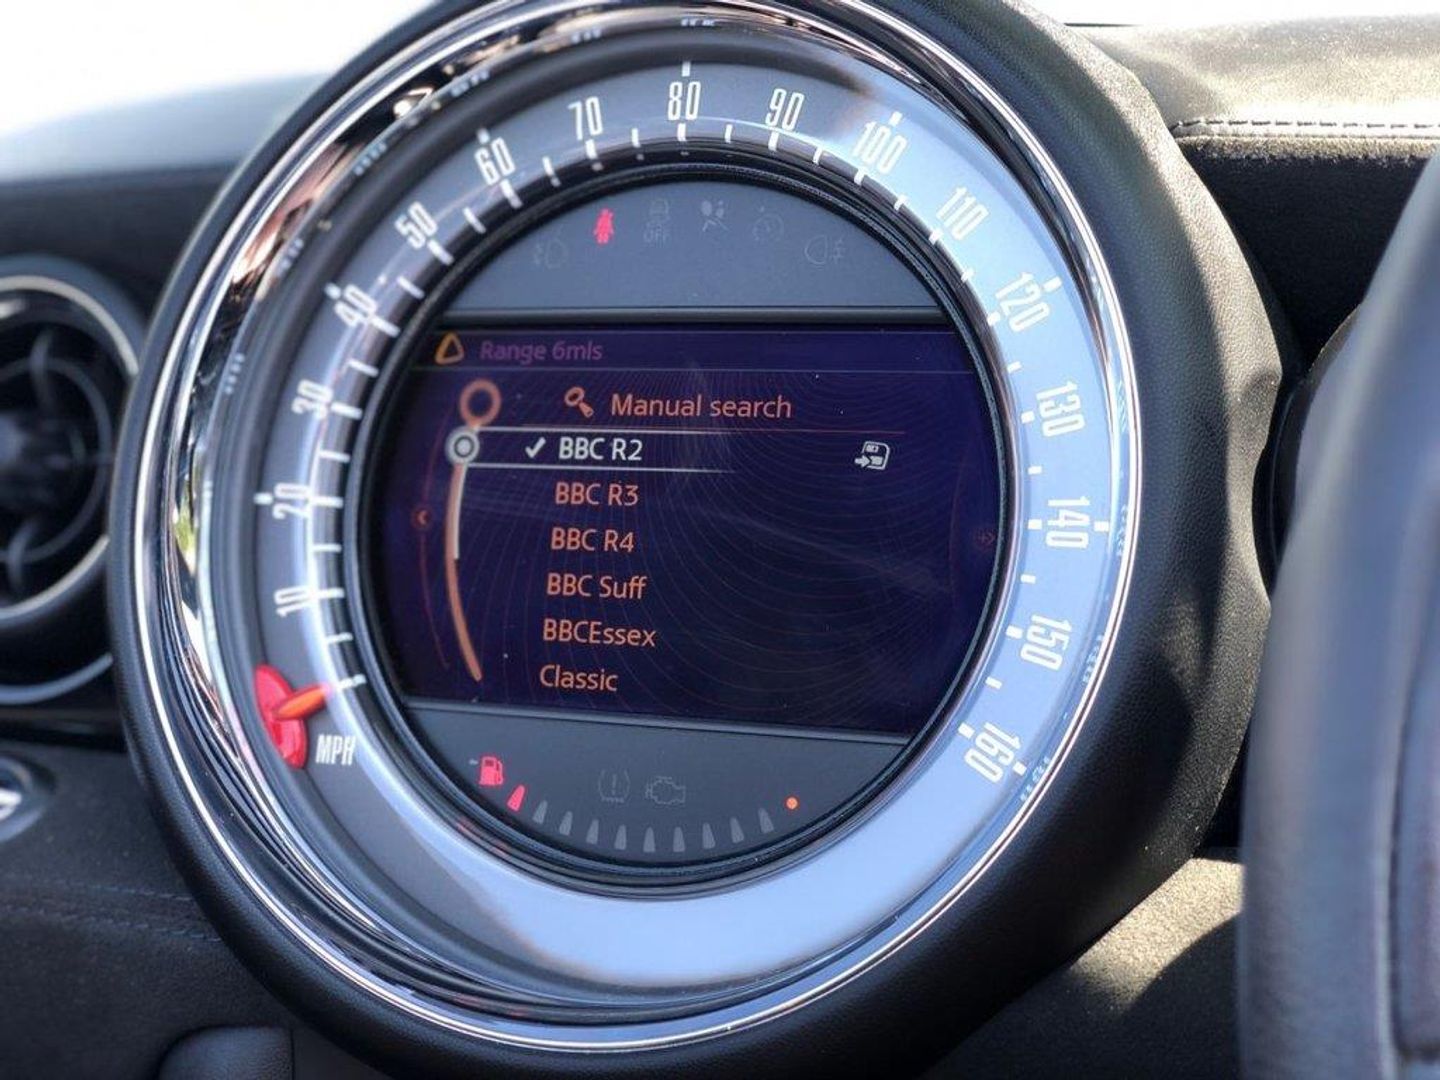 10
20
30
40
50
60
70
80
90
100
110
120
130
140
150
160
MPH
OFF
Range 6mls
Manual search
BBC R2
BBC R3
BBC R4
BBC Suff
BBCEssex
Classic